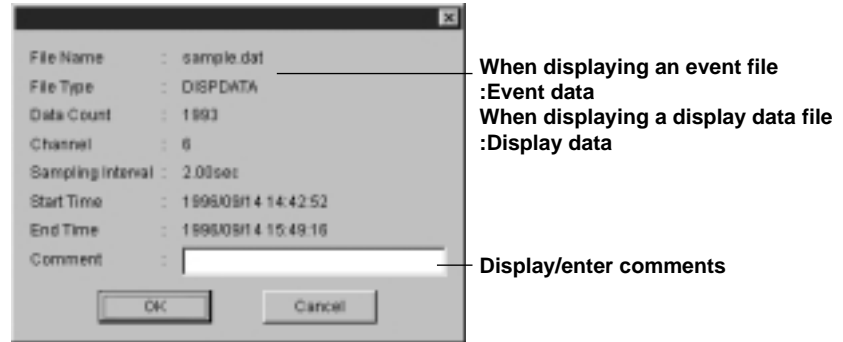 File Name : sample.dat
File Type : DISPDATA
Data Count : 1993
Channel : 6
Sampling Interval : 2.00sec
Start Time : 1996/09/14 14:42:52
End Time : 1996/09/14 15:49:16
Comment :
OK Cancel
When displaying an event file
:Event data
When displaying a display data file
:Display data
Display/enter comments